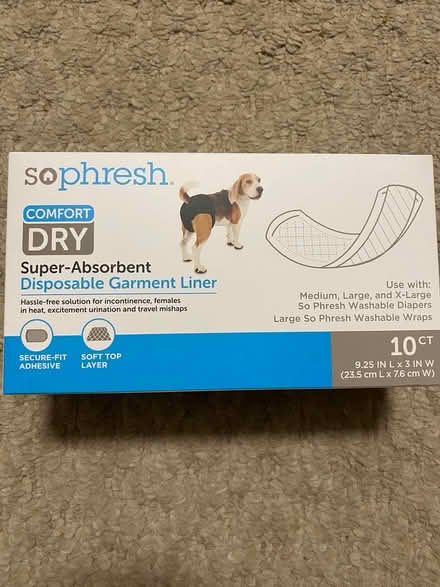 sophresh.
COMFORT
DRY
Super-Absorbent
Disposable Garment Liner
Hassle-free solution for incontinence, females
in heat, excitement urination and travel mishaps
SECURE-FIT
ADHESIVE
SOFT TOP
LAYER
Use with:
Medium, Large, and X-Large
So Phresh Washable Diapers
Large So Phresh Washable Wraps
10 CT
9.25 IN L x 3 IN W
(23.5 cm L x 7.6 cm W)